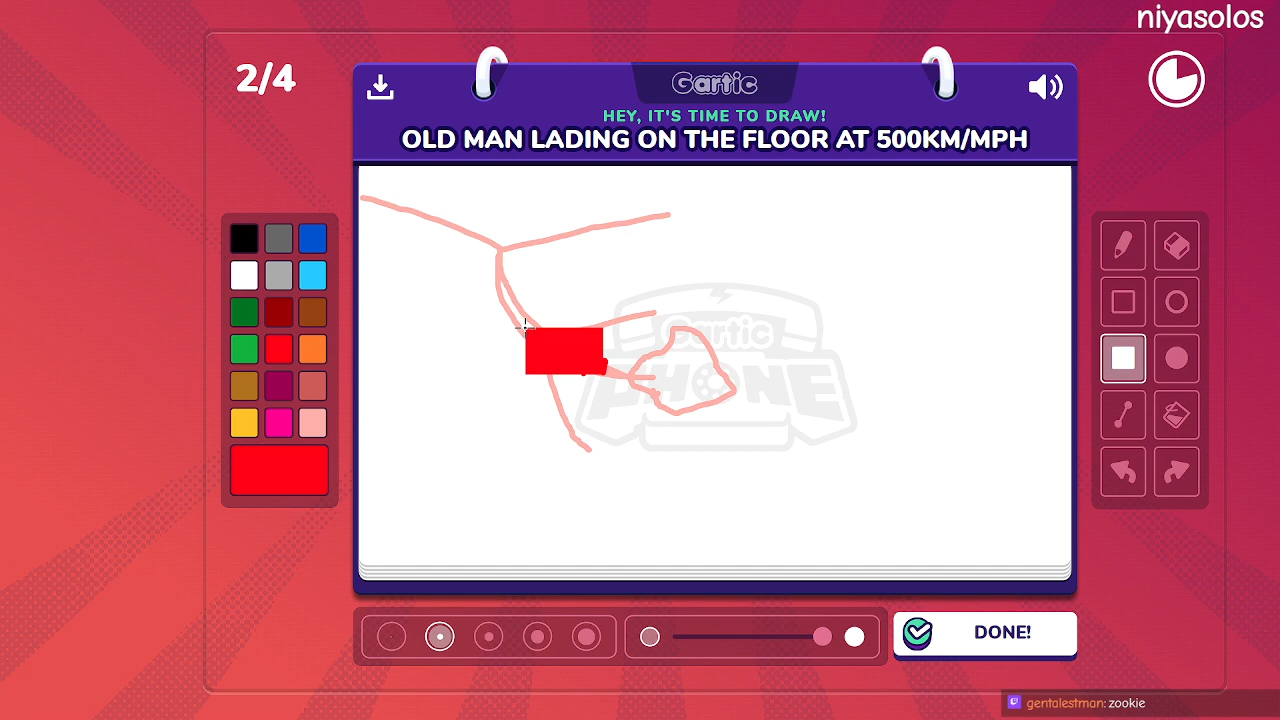 niyasolos
2/4
Gartic
HEY, IT'S TIME TO DRAW!
OLD MAN LADING ON THE FLOOR AT 500KM/MPH
Gartic
PHONE
DONE!
gentalestman: zookie